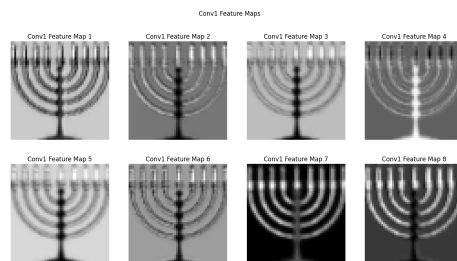 Conv1 Feature Maps
Conv1 Feature Map 1
Conv1 Feature Map 2
Conv1 Feature Map 3
Conv1 Feature Map 4
Conv1 Feature Map 5
Conv1 Feature Map 6
Conv1 Feature Map 7
Conv1 Feature Map 8